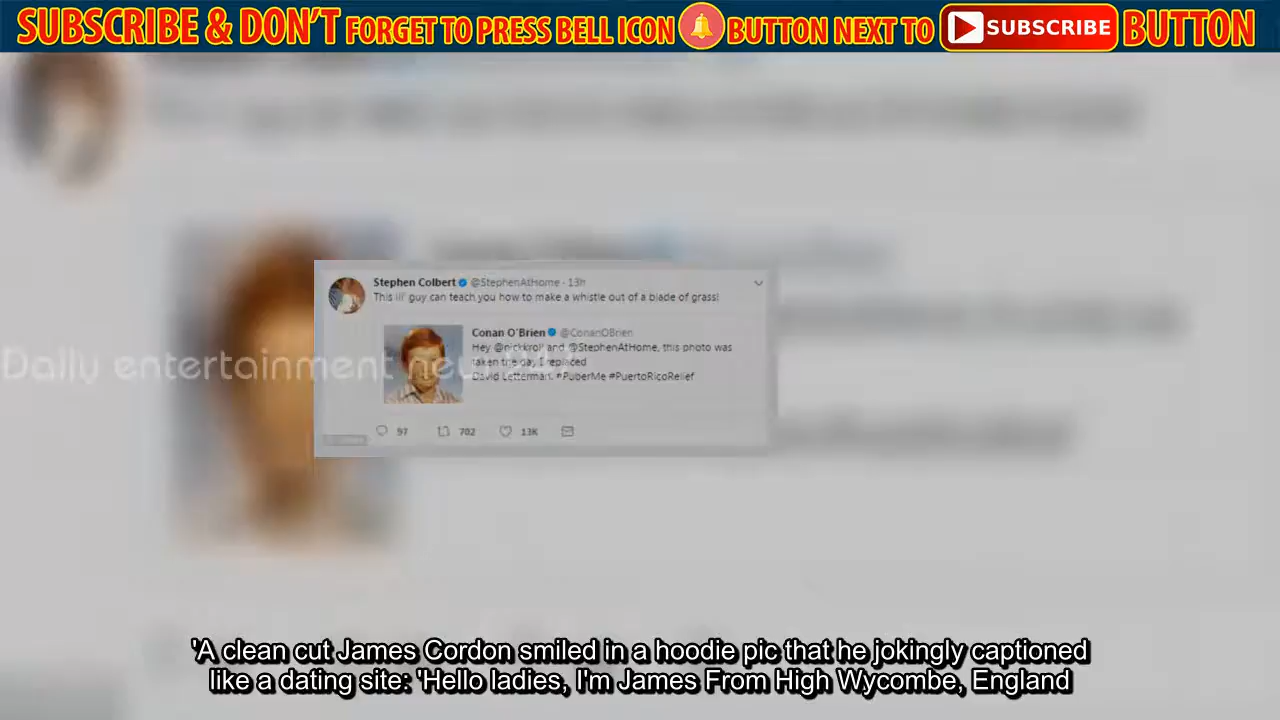 SUBSCRIBE & DON'T FORGET TO PRESS BELL ICON BUTTON NEXT TO SUBSCRIBE BUTTON
Stephen Colbert @StephenAtHome · 13h
This lil' guy can teach you how to make a whistle out of a blade of grass!
Conan O'Brien @ConanOBrien
Hey @nickkroll and @StephenAtHome, this photo was
taken the day I replaced
David Letterman. #PuberMe #PuertoRicoRelief
Daily entertainment news
97 702 13K
'A clean cut James Cordon smiled in a hoodie pic that he jokingly captioned
like a dating site: 'Hello ladies, I'm James From High Wycombe, England